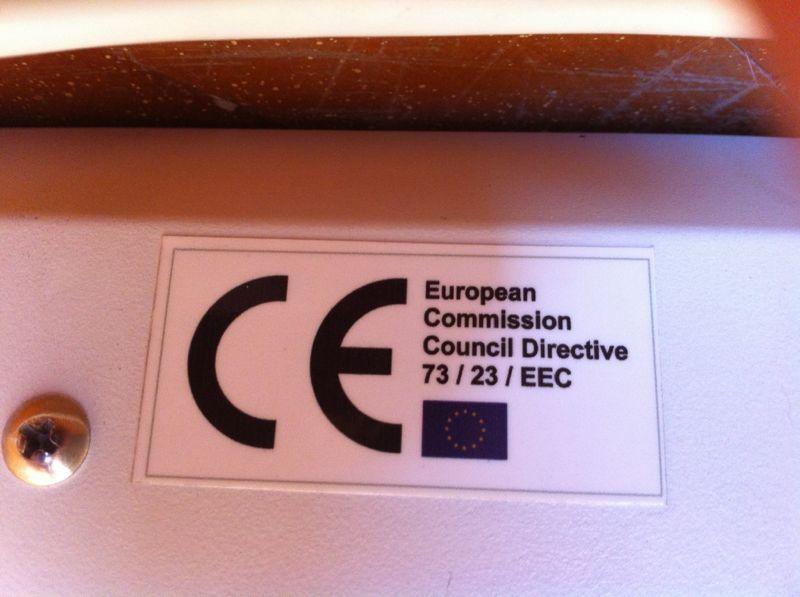 CE
European
Commission
Council Directive
73 / 23 / EEC